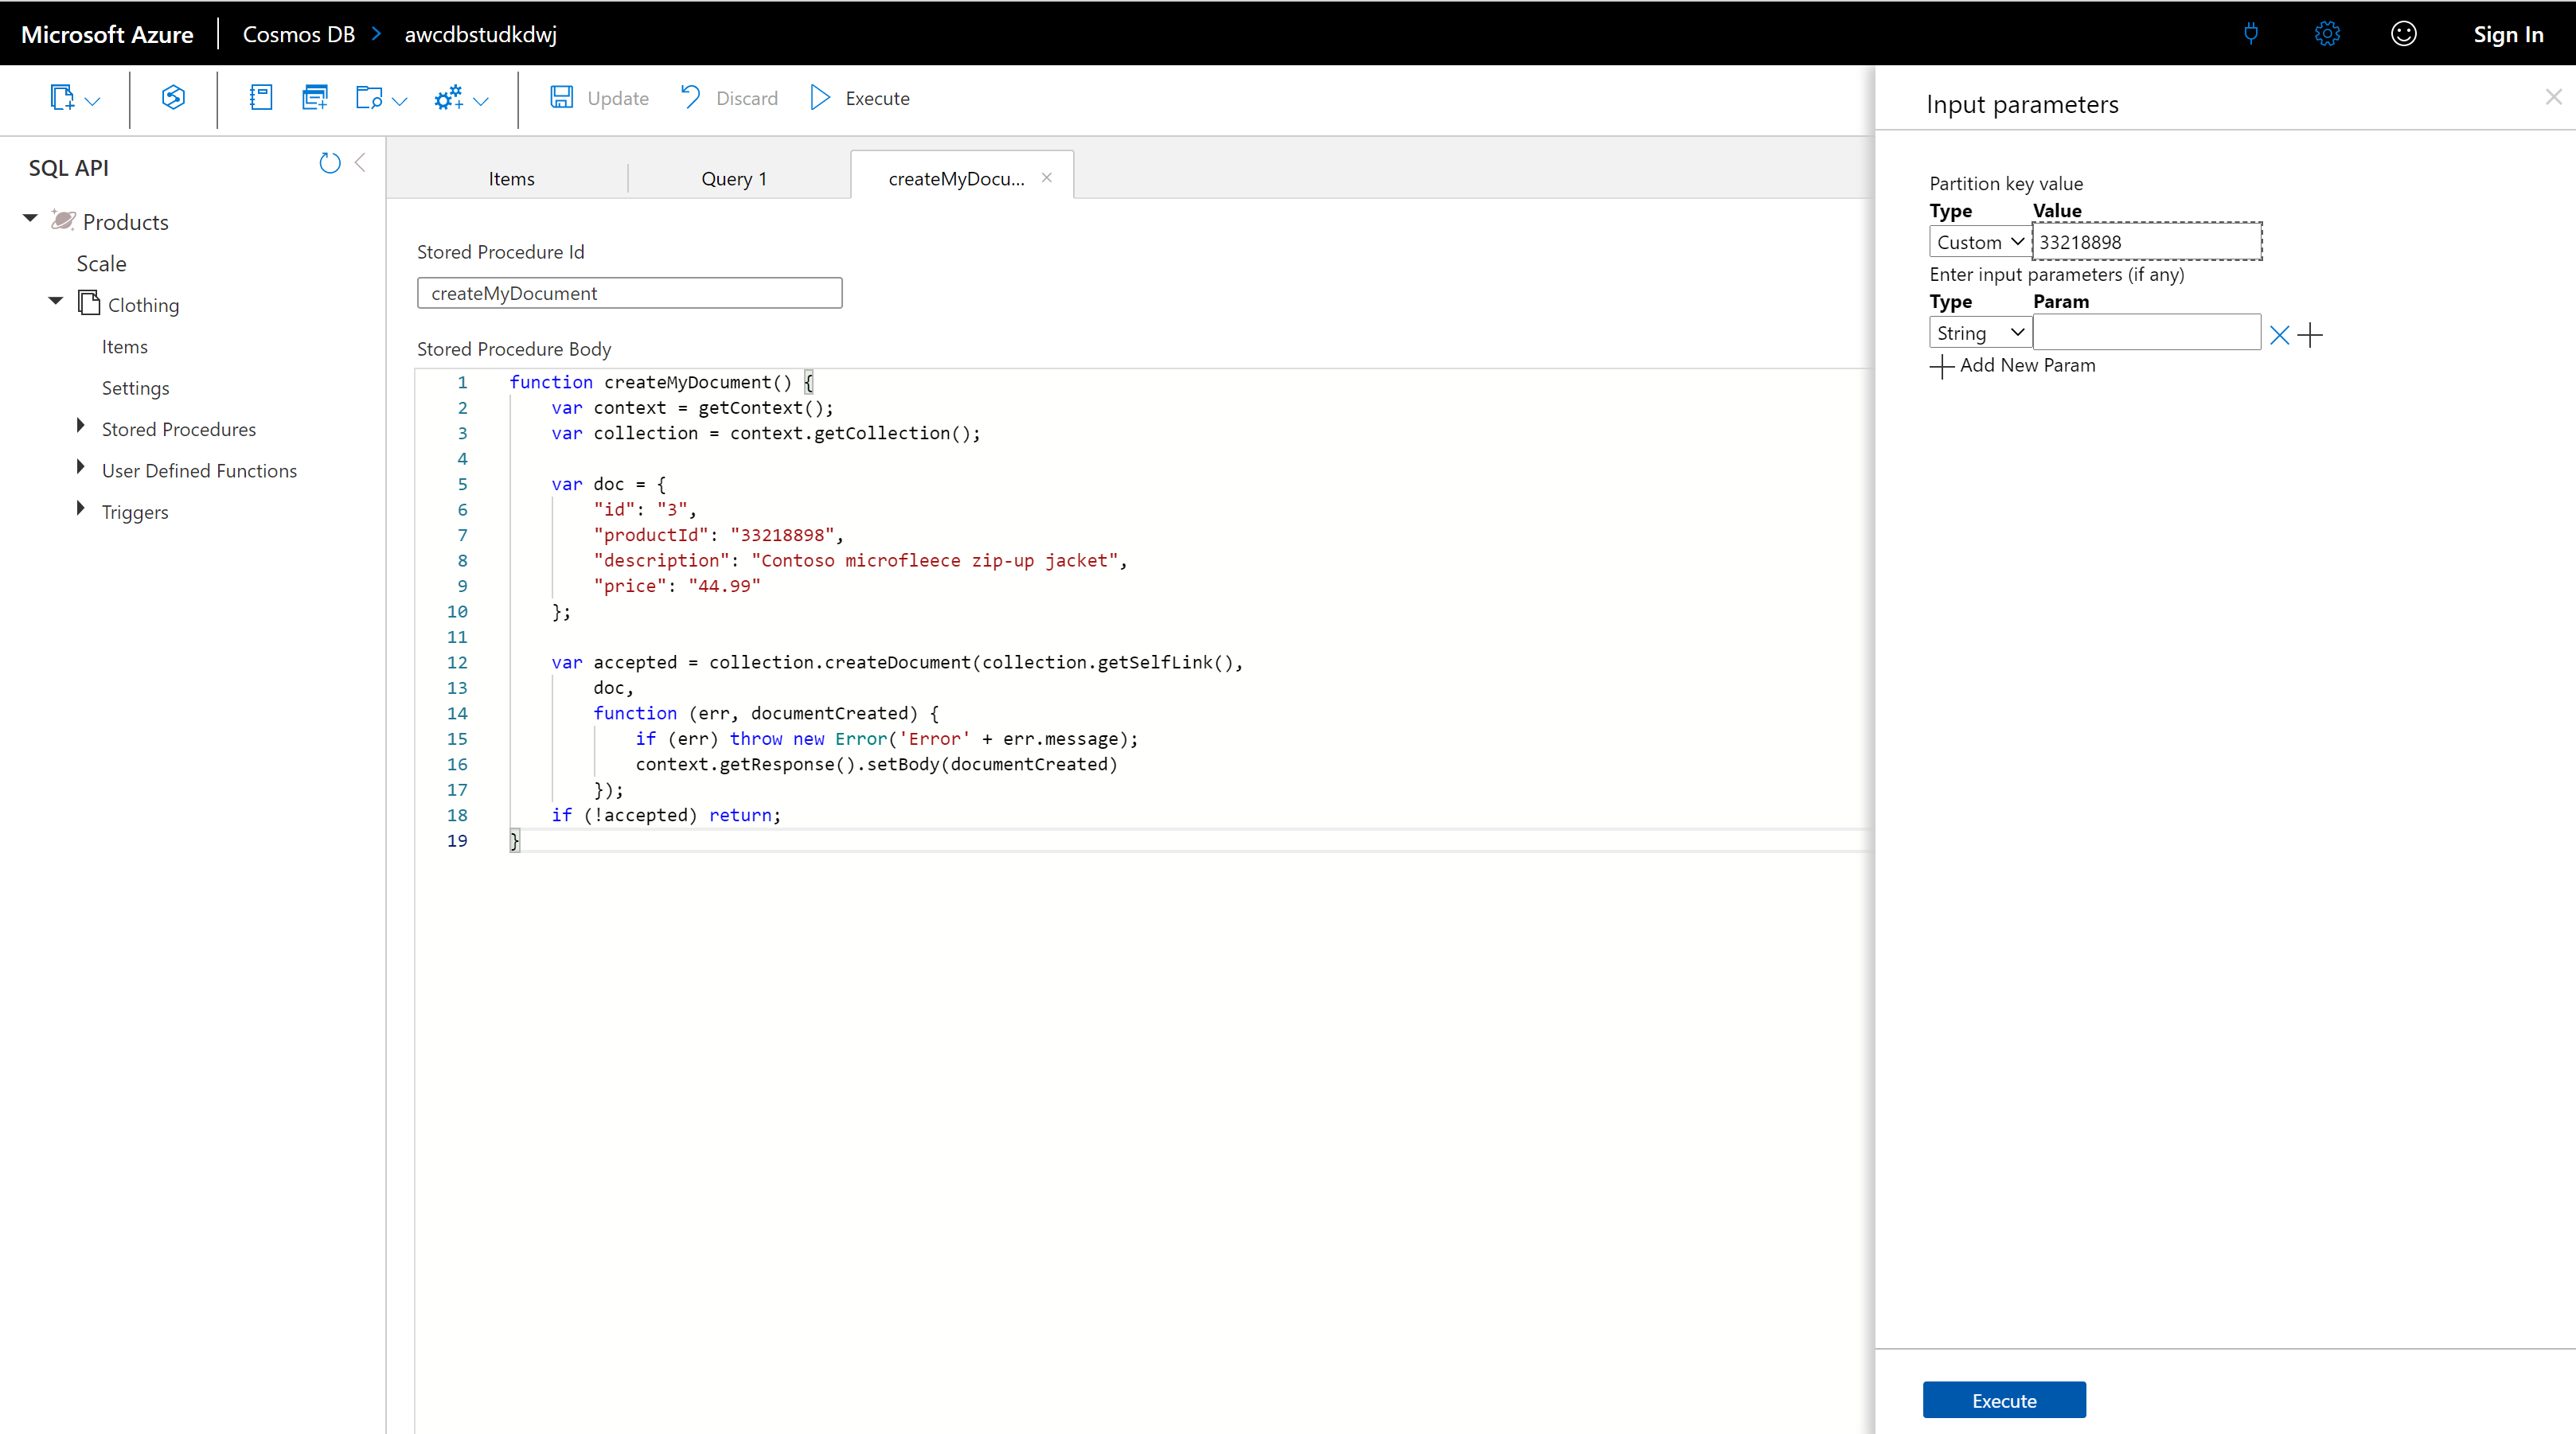 Microsoft Azure
Cosmos DB > awcdbstudkdwj
Sign In
Update
Discard
Execute
SQL API
Products
Scale
Clothing
Items
Settings
Stored Procedures
User Defined Functions
Triggers
Items
Query 1
createMyDocu...
Stored Procedure Id
createMyDocument
Stored Procedure Body
1 function createMyDocument() {
2 var context = getContext();
3 var collection = context.getCollection();
4
5 var doc = {
6 "id": "3",
7 "productId": "33218898",
8 "description": "Contoso microfleece zip-up jacket",
9 "price": "44.99"
10 };
11
12 var accepted = collection.createDocument(collection.getSelfLink(),
13 doc,
14 function (err, documentCreated) {
15 if (err) throw new Error('Error' + err.message);
16 context.getResponse().setBody(documentCreated)
17 });
18 if (!accepted) return;
19 }
Input parameters
Partition key value
Type Value
Custom 33218898
Enter input parameters (if any)
Type Param
String
Add New Param
Execute